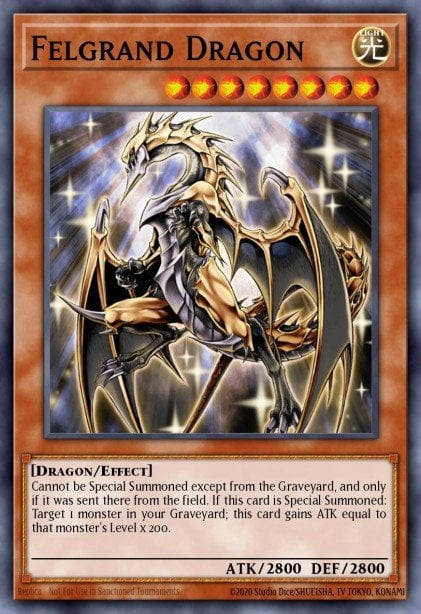 FELGRAND DRAGON
LIGHT
光
[DRAGON/EFFECT]
Cannot be Special Summoned except from the Graveyard, and only
if it was sent there from the field. If this card is Special Summoned:
Target 1 monster in your Graveyard; this card gains ATK equal to
that monster's Level x 200.
ATK/2800 DEF/2800
Replica - Not For Use in Sanctioned Tournaments.
©2020 Studio Dice/SHUEISHA, TV TOKYO, KONAMI